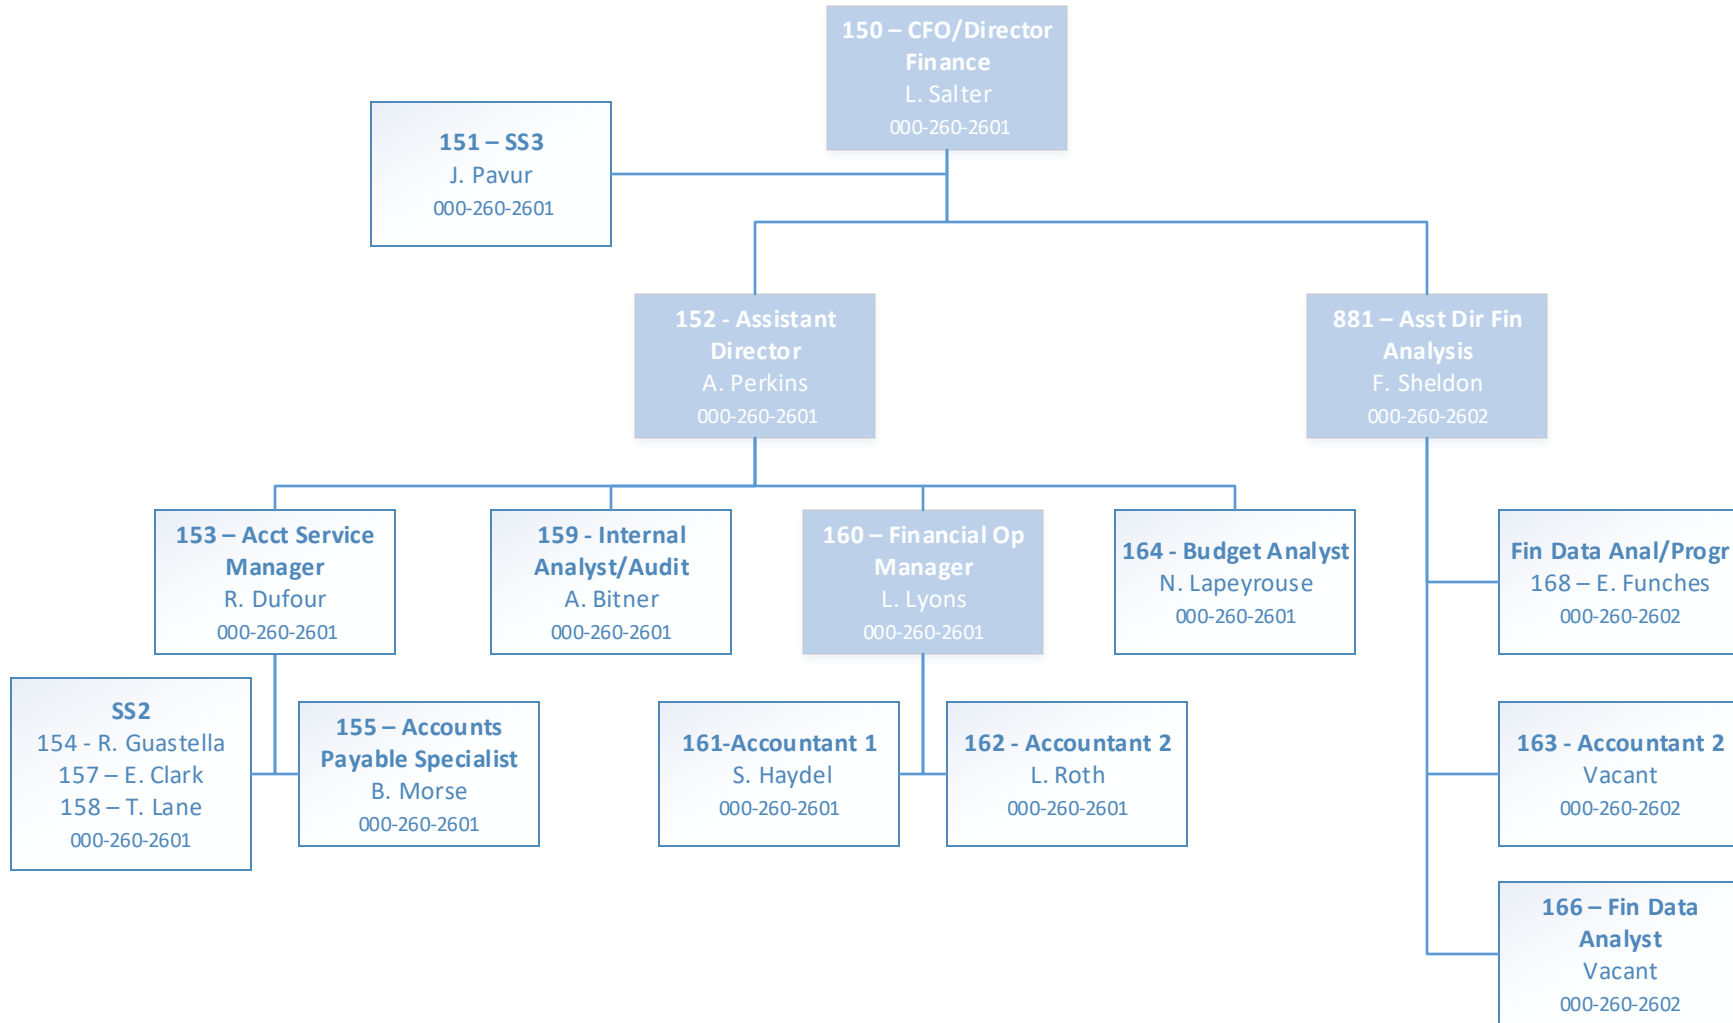 150 – CFO/Director
Finance
L. Salter
000-260-2601
151 – SS3
J. Pavur
000-260-2601
152 - Assistant
Director
A. Perkins
000-260-2601
881 – Asst Dir Fin
Analysis
F. Sheldon
000-260-2602
153 – Acct Service
Manager
R. Dufour
000-260-2601
159 - Internal
Analyst/Audit
A. Bitner
000-260-2601
160 – Financial Op
Manager
L. Lyons
000-260-2601
164 - Budget Analyst
N. Lapeyrouse
000-260-2601
Fin Data Anal/Progr
168 – E. Funches
000-260-2602
SS2
154 - R. Guastella
157 – E. Clark
158 – T. Lane
000-260-2601
155 – Accounts
Payable Specialist
B. Morse
000-260-2601
161-Accountant 1
S. Haydel
000-260-2601
162 - Accountant 2
L. Roth
000-260-2601
163 - Accountant 2
Vacant
000-260-2602
166 – Fin Data
Analyst
Vacant
000-260-2602